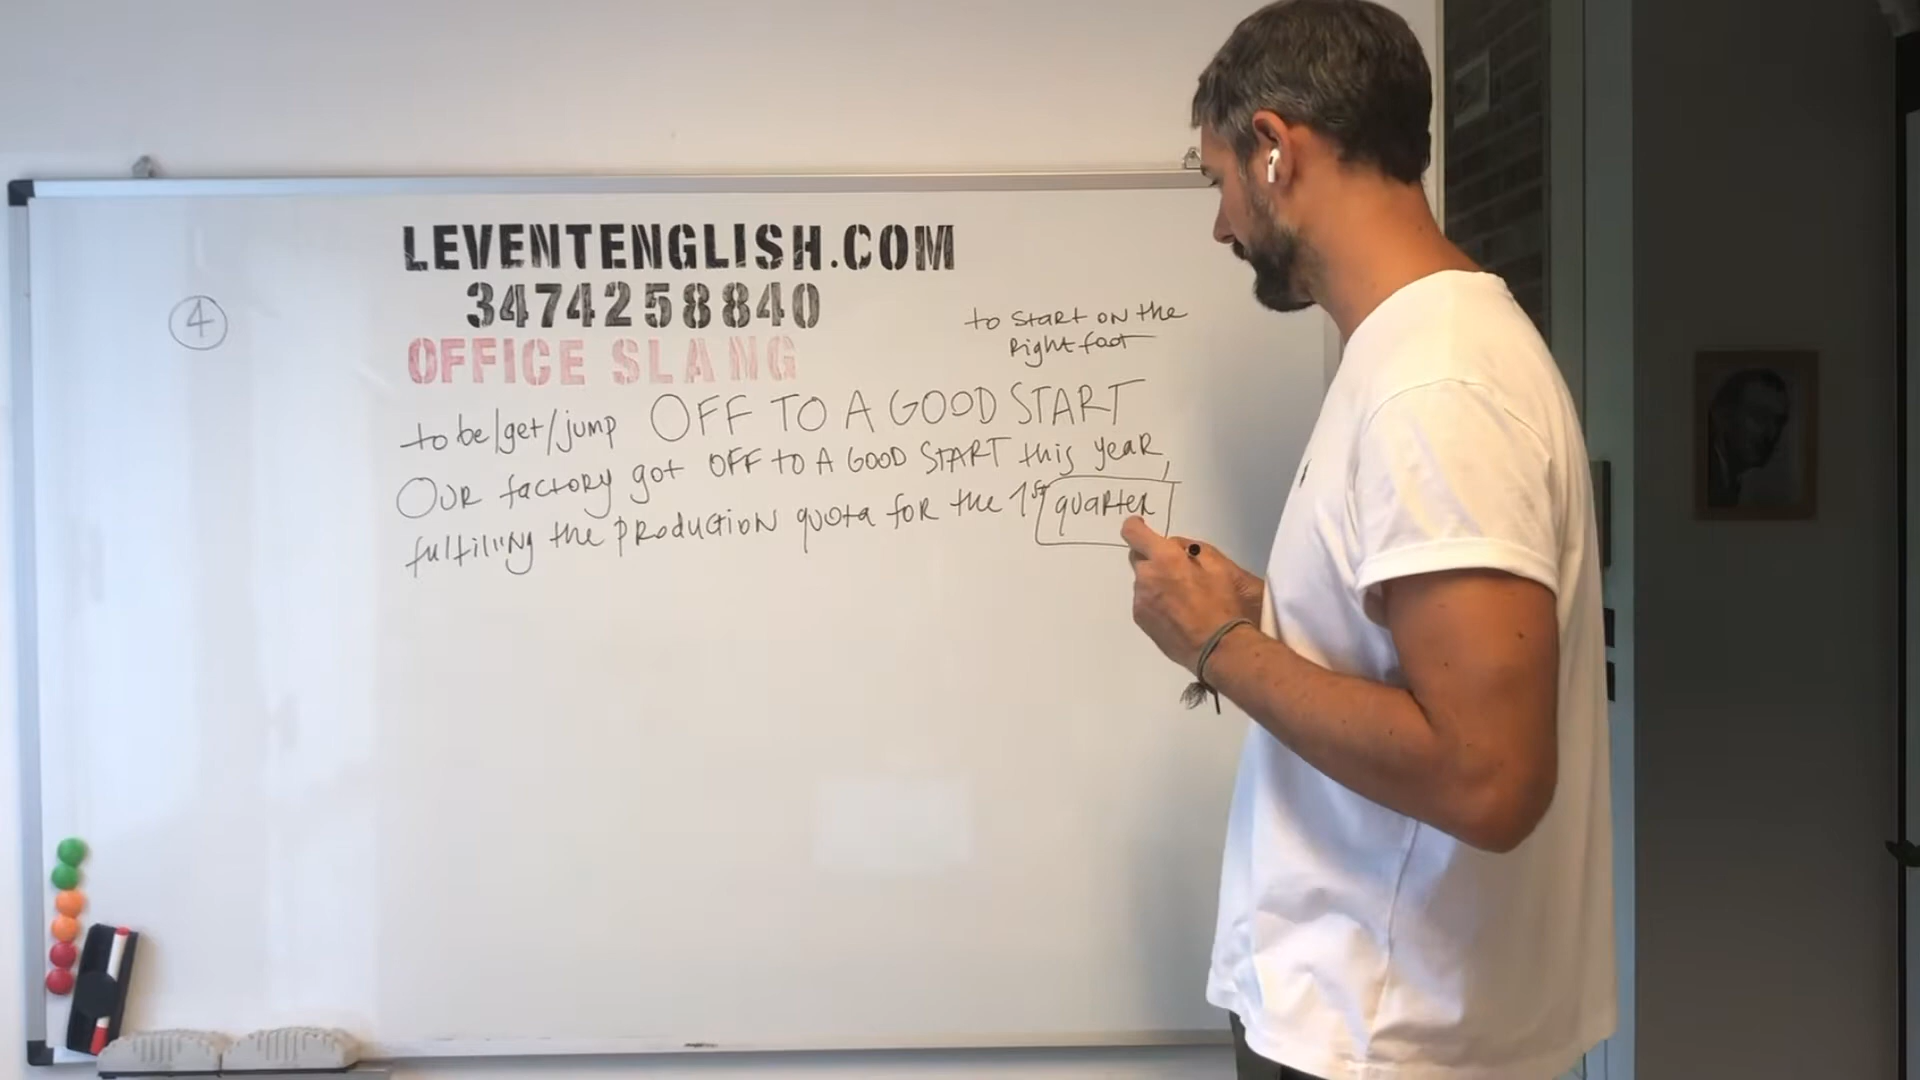 LEVENTENGLISH.COM
3474258840
OFFICE SLANG
4
to start on the
Right foot
to be/get/jump OFF TO A GOOD START
OUR factory got OFF to A GOOD START this year,
fulfilling the production quota for the 1st quarter